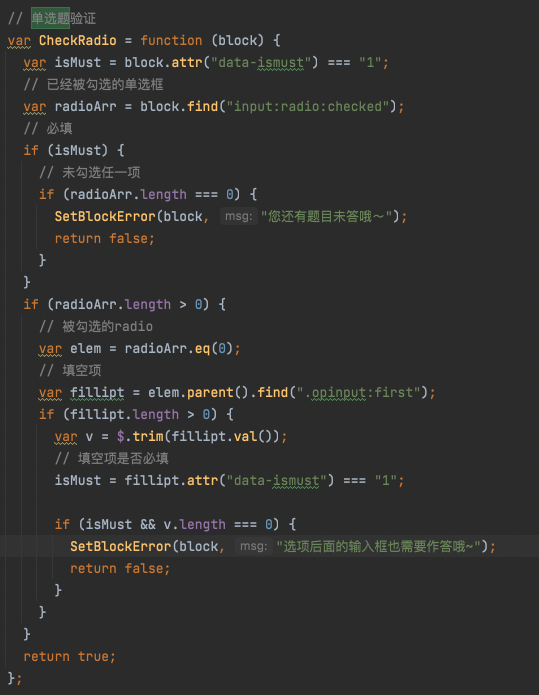 // 单选题验证
var CheckRadio = function (block) {
  var isMust = block.attr("data-ismust") === "1";
  // 已经被勾选的单选框
  var radioArr = block.find("input:radio:checked");
  // 必填
  if (isMust) {
    // 未勾选任一项
    if (radioArr.length === 0) {
      SetBlockError(block, msg: "您还有题目未答哦～");
      return false;
    }
  }
  if (radioArr.length > 0) {
    // 被勾选的radio
    var elem = radioArr.eq(0);
    // 填空项
    var fillipt = elem.parent().find(".opinput:first");
    if (fillipt.length > 0) {
      var v = $.trim(fillipt.val());
      // 填空项是否必填
      isMust = fillipt.attr("data-ismust") === "1";

      if (isMust && v.length === 0) {
        SetBlockError(block, msg: "选项后面的输入框也需要作答哦~");
        return false;
      }
    }
  }
  return true;
};